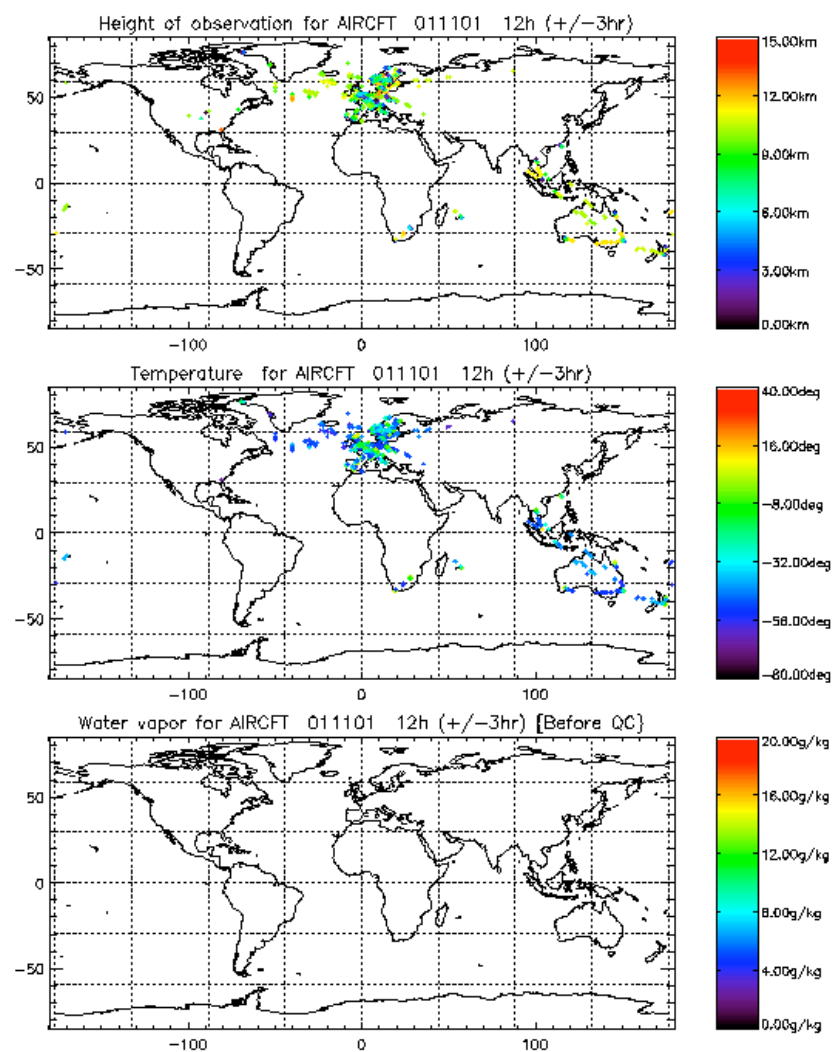 Height of observation for AIRCFT 011101 12h (+/-3hr)
15.00km
12.00km
9.00km
6.00km
3.00km
0.00km
50
0
-50
-100 0 100
Temperature for AIRCFT 011101 12h (+/-3hr)
40.00deg
16.00deg
-8.00deg
-32.00deg
-56.00deg
-80.00deg
50
0
-50
-100 0 100
Water vapor for AIRCFT 011101 12h (+/-3hr) [Before QC}
20.00g/kg
16.00g/kg
12.00g/kg
8.00g/kg
4.00g/kg
0.00g/kg
50
0
-50
-100 0 100